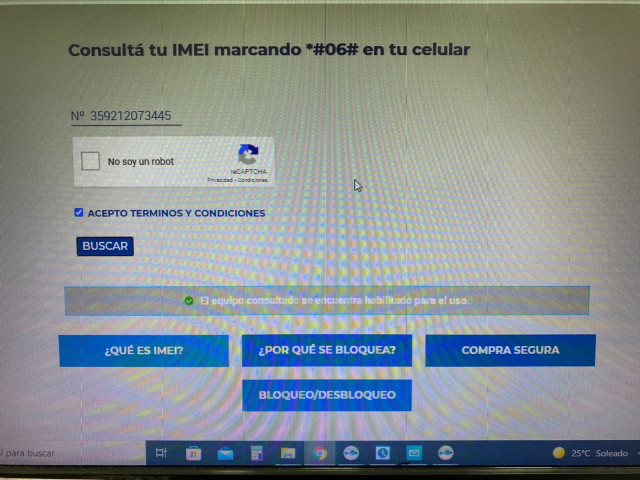 Consultá tu IMEI marcando *#06# en tu celular
Nº 359212073445
No soy un robot
reCAPTCHA
Privacidad - Condiciones
ACEPTO TERMINOS Y CONDICIONES
BUSCAR
El equipo consultado se encuentra habilitado para el uso.
¿QUÉ ES IMEI?
¿POR QUÉ SE BLOQUEA?
COMPRA SEGURA
BLOQUEO/DESBLOQUEO
para buscar
25°C Soleado